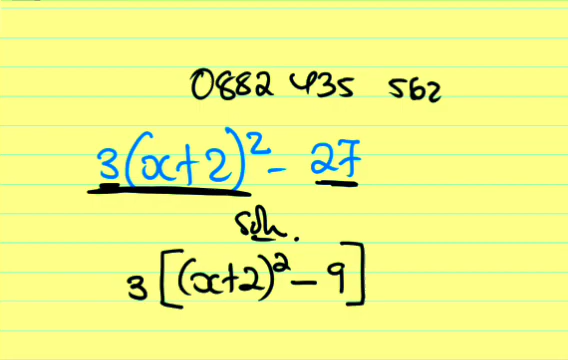 0882 435 562
3(x+2)² - 27
soln.
3[(x+2)² - 9]